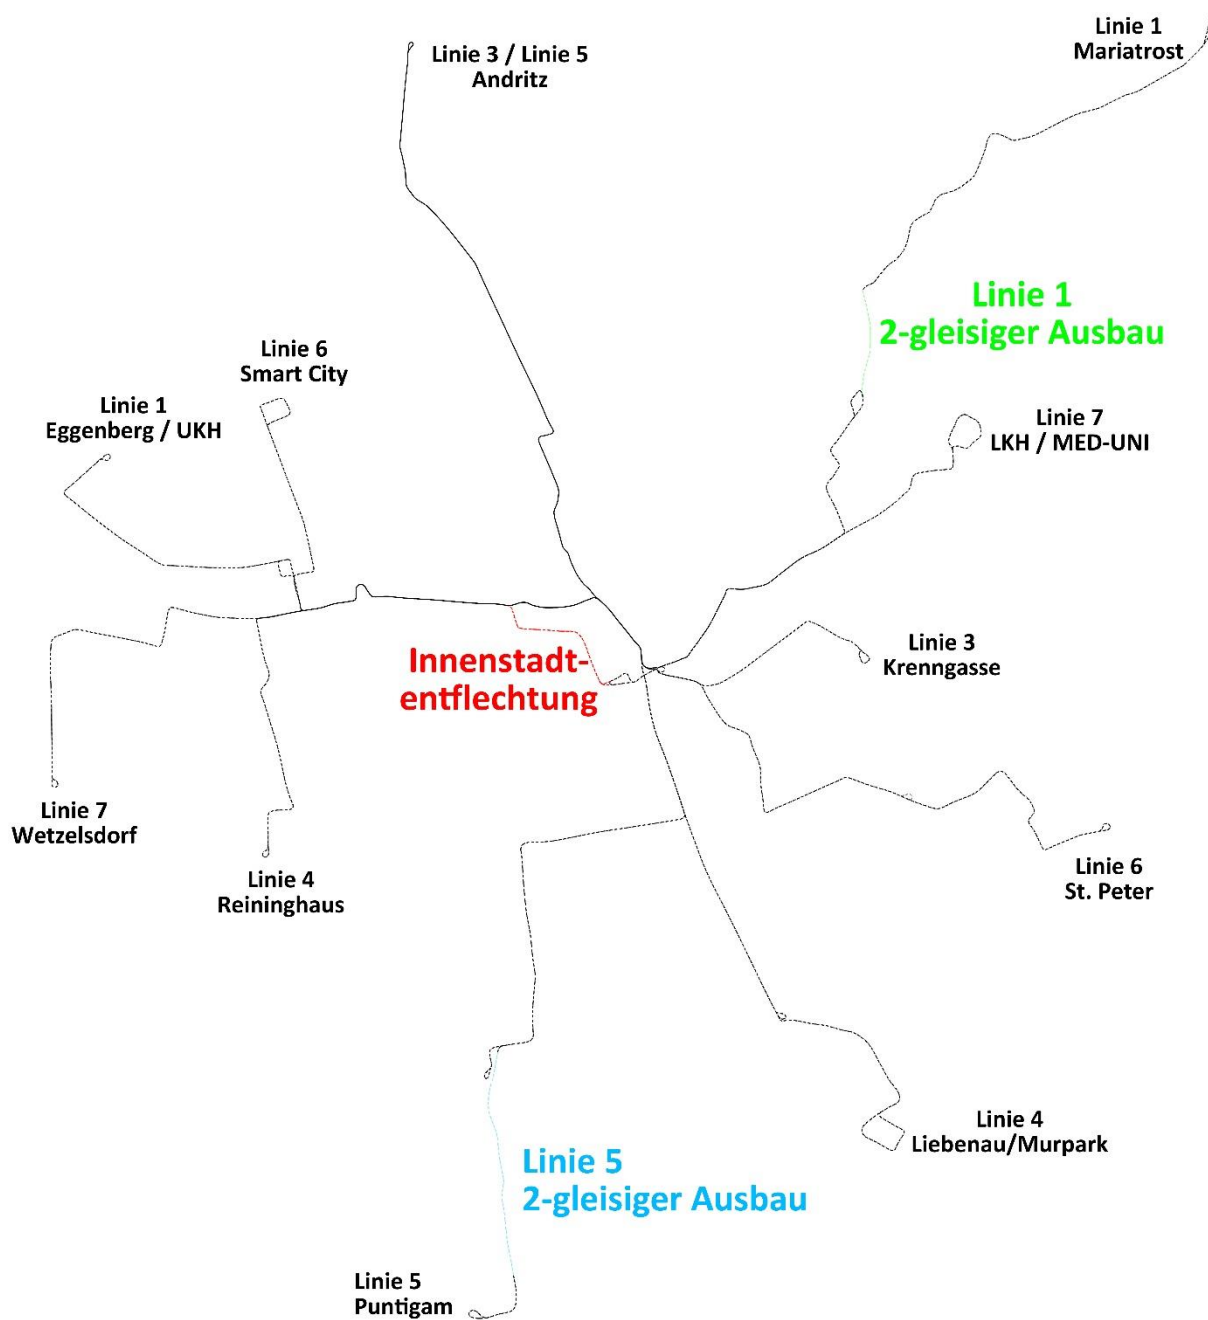 Linie 1
Mariatrost
Linie 3 / Linie 5
Andritz
Linie 1
2-gleisiger Ausbau
Linie 6
Smart City
Linie 1
Eggenberg / UKH
Linie 7
LKH / MED-UNI
Linie 3
Krenngasse
Innenstadt-
entflechtung
Linie 7
Wetzelsdorf
Linie 4
Reininghaus
Linie 6
St. Peter
Linie 4
Liebenau/Murpark
Linie 5
2-gleisiger Ausbau
Linie 5
Puntigam